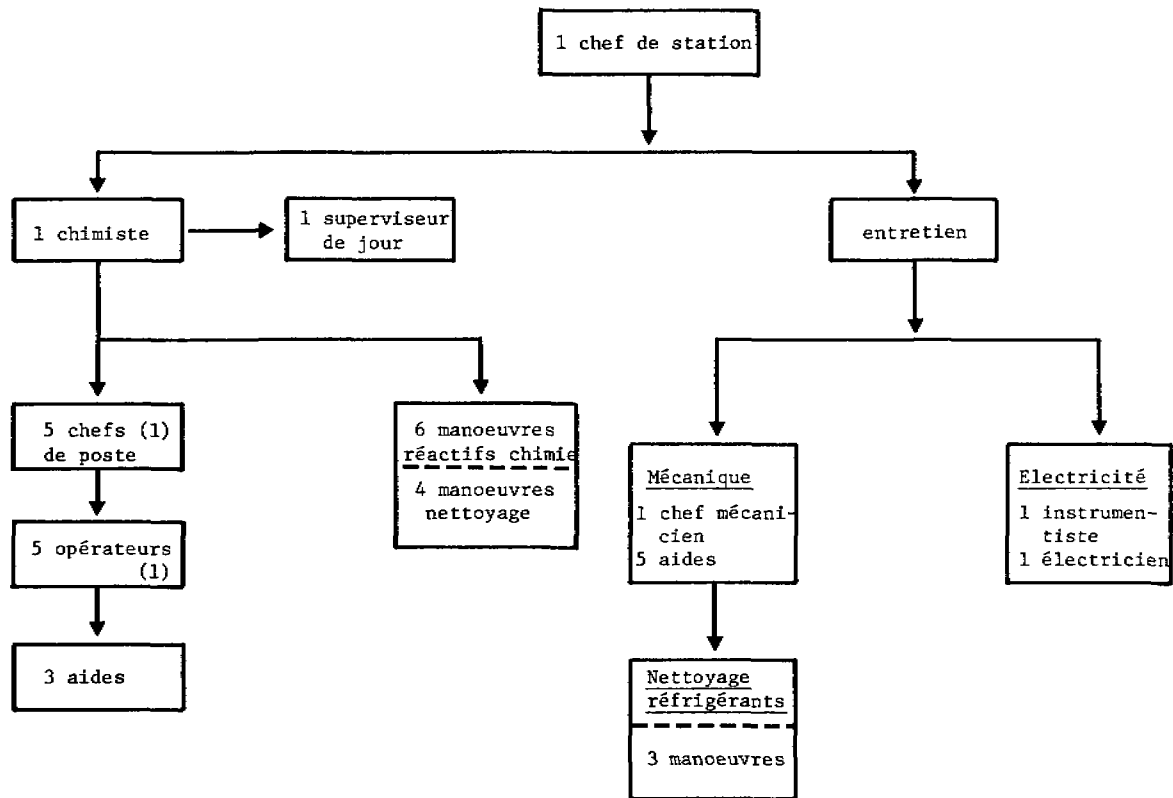 1 chef de station
1 chimiste
1 superviseur
de jour
entretien
5 chefs (1)
de poste
6 manoeuvres
réactifs chimie
4 manoeuvres
nettoyage
Mécanique
1 chef mécani-
cien
5 aides
Electricité
1 instrumen-
tiste
1 électricien
5 opérateurs
(1)
3 aides
Nettoyage
réfrigérants
3 manoeuvres